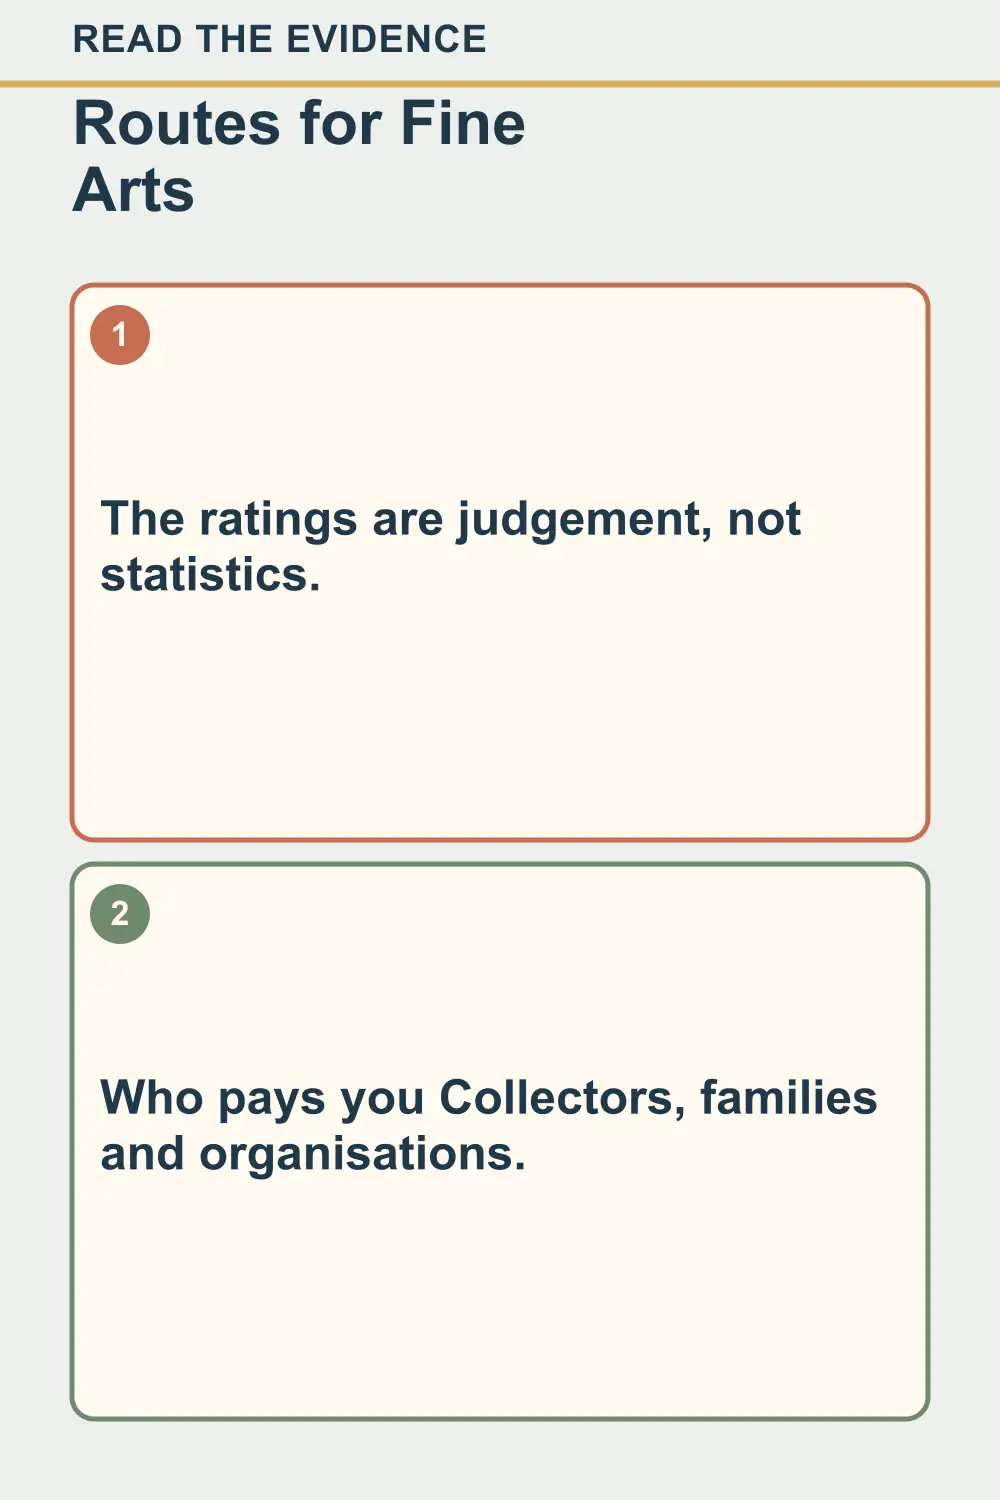 READ THE EVIDENCE
Routes for Fine
Arts
1
The ratings are judgement, not
statistics.
2
Who pays you Collectors, families
and organisations.